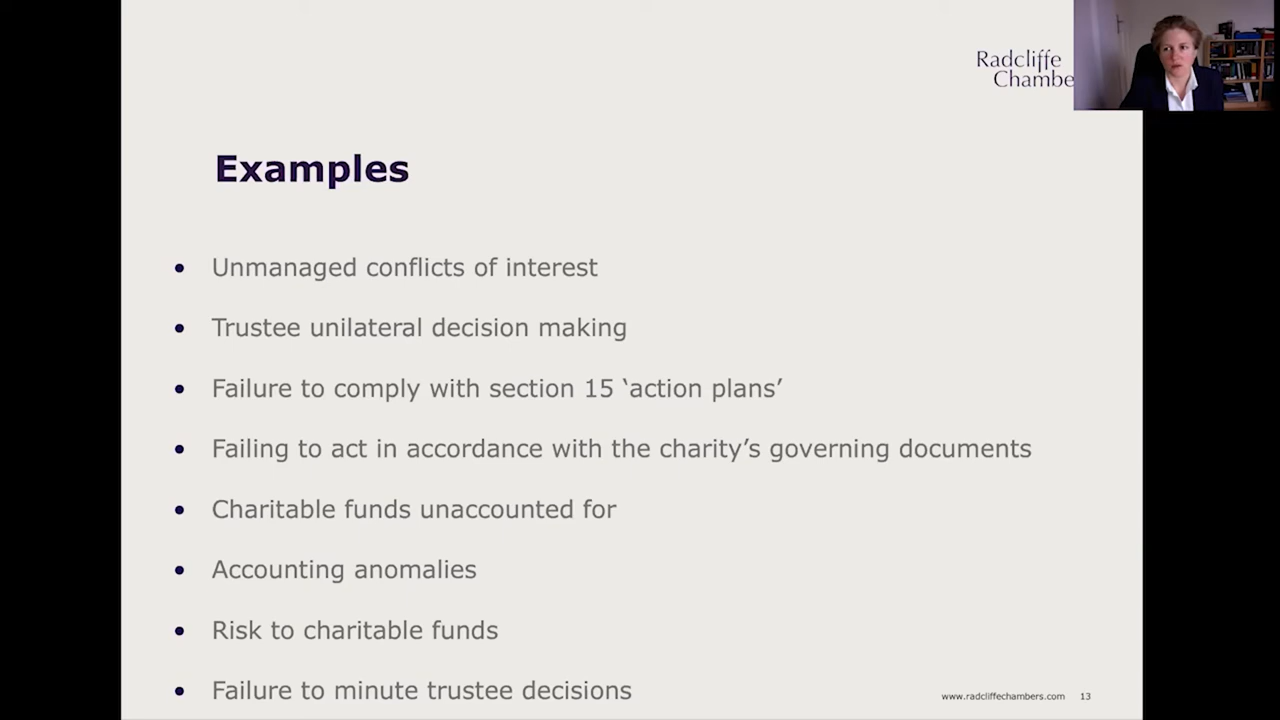 Radcliffe
Chambe
Examples
• Unmanaged conflicts of interest
• Trustee unilateral decision making
• Failure to comply with section 15 ‘action plans’
• Failing to act in accordance with the charity’s governing documents
• Charitable funds unaccounted for
• Accounting anomalies
• Risk to charitable funds
• Failure to minute trustee decisions
www.radcliffechambers.com 13